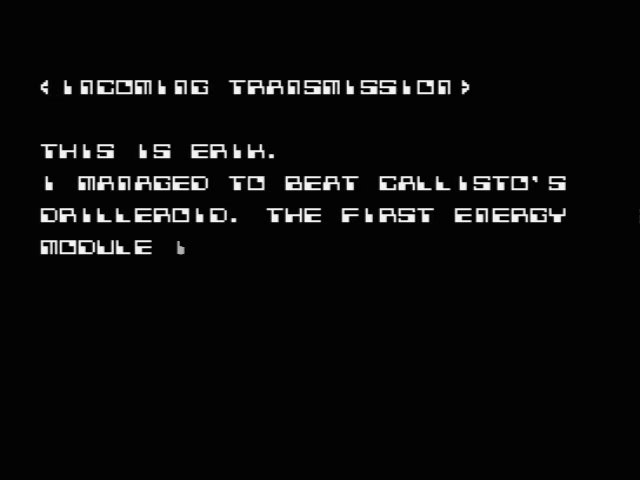 <INCOMING TRANSMISSION>
THIS IS ERIK.
I MANAGED TO BEAT CALLISTO'S
DRILLEROID. THE FIRST ENERGY
MODULE I